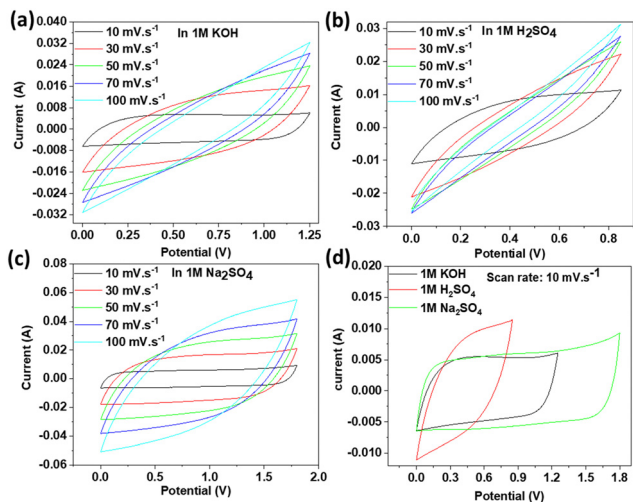 (a)
In 1M KOH
10 mV.s-1
30 mV.s-1
50 mV.s-1
70 mV.s-1
100 mV.s-1
0.040
0.032
0.024
0.016
0.008
0.000
-0.008
-0.016
-0.024
-0.032
Current (A)
0.00 0.25 0.50 0.75 1.00 1.25
Potential (V)
(b)
In 1M H2SO4
10 mV.s-1
30 mV.s-1
50 mV.s-1
70 mV.s-1
100 mV.s-1
0.03
0.02
0.01
0.00
-0.01
-0.02
-0.03
Current (A)
0.0 0.2 0.4 0.6 0.8
Potential (V)
(c)
In 1M Na2SO4
10 mV.s-1
30 mV.s-1
50 mV.s-1
70 mV.s-1
100 mV.s-1
0.08
0.06
0.04
0.02
0.00
-0.02
-0.04
-0.06
Current (A)
0.0 0.5 1.0 1.5 2.0
Potential (V)
(d)
1M KOH
1M H2SO4
1M Na2SO4
Scan rate: 10 mV.s-1
0.020
0.015
0.010
0.005
0.000
-0.005
-0.010
current (A)
0.0 0.3 0.6 0.9 1.2 1.5 1.8
Potential (V)